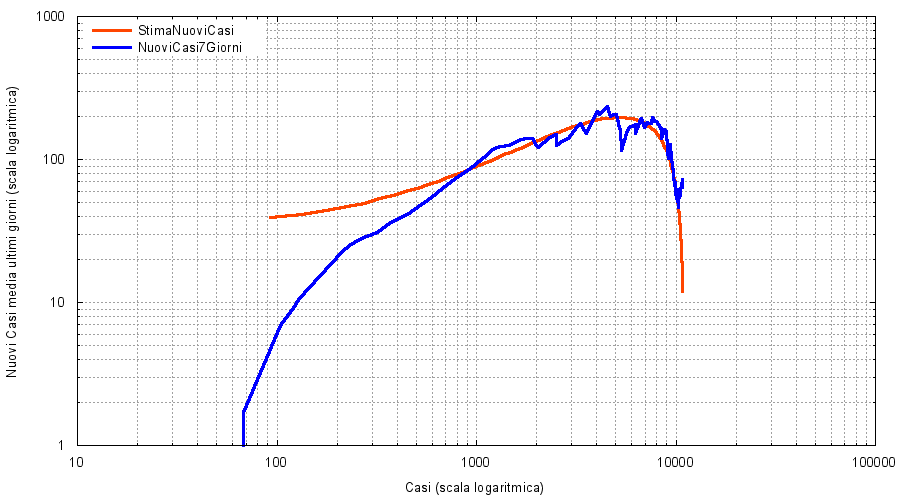 1000
StimaNuoviCasi
NuoviCasi7Giorni
100
10
1
Nuovi Casi media ultimi giorni (scala logaritmica)
10
100
1000
10000
100000
Casi (scala logaritmica)